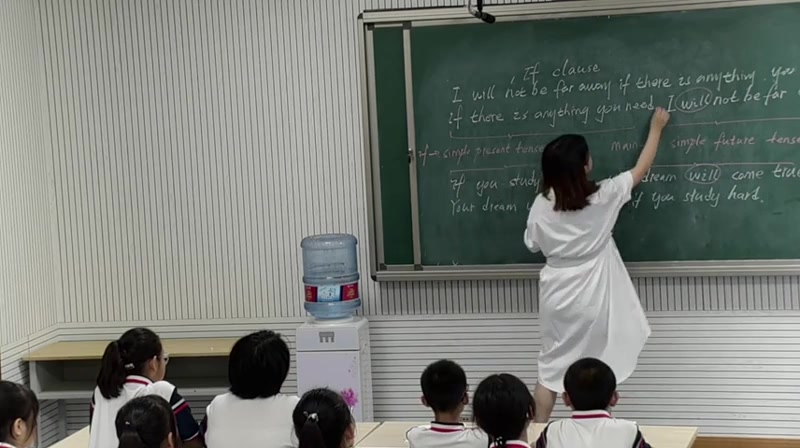 If clause
I will not be far away if there is anything you
if there is anything you need, I will not be far
if → simple present tense main simple future tense
If you study dream will come true
Your dream if you study hard.